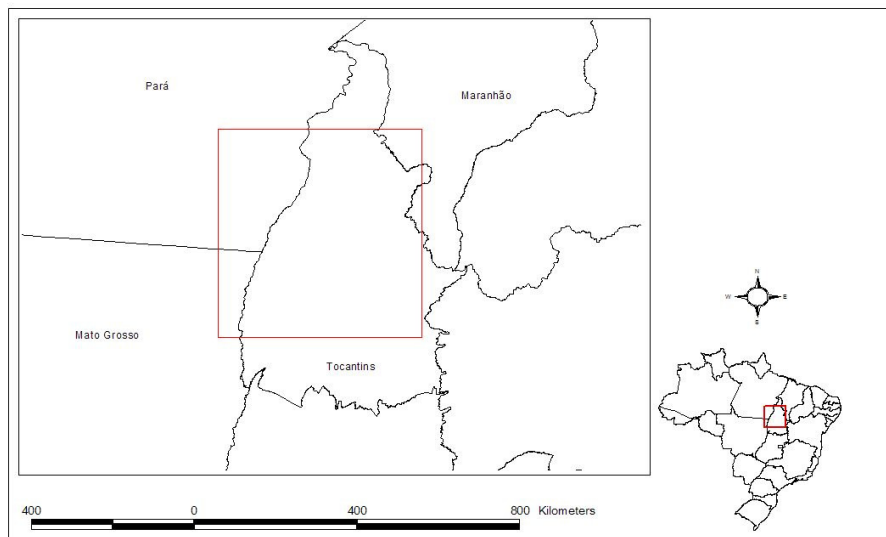 Pará
Maranhão
Mato Grosso
Tocantins
N
W E
S
400 0 400 800 Kilometers